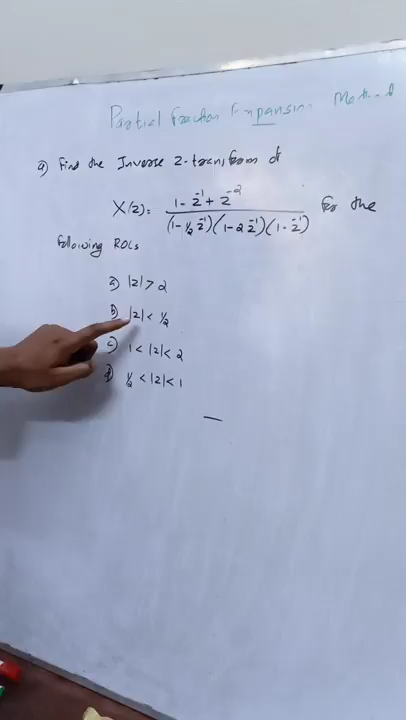 Partial Fraction Expansion Method
a) Find the Inverse Z-transform of
X(z) = (1 - z⁻¹ + z⁻²) / ((1 - 1/2 z⁻¹)(1 - 2z⁻¹)(1 - z⁻¹)) for the
following ROCs
a) |z| > 2
b) |z| < 1/2
c) 1 < |z| < 2
d) 1/2 < |z| < 1